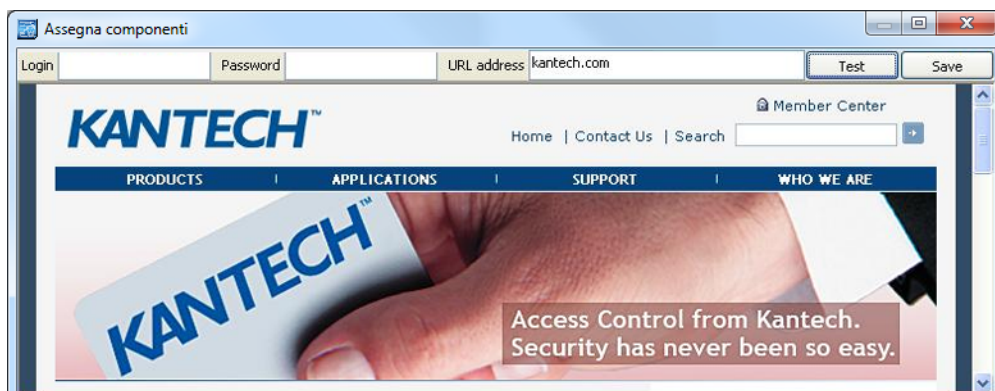 Assegna componenti
Login Password URL address kantech.com Test Save
KANTECH™
Member Center
Home | Contact Us | Search
PRODUCTS | APPLICATIONS | SUPPORT | WHO WE ARE
KANTECH™
Access Control from Kantech.
Security has never been so easy.